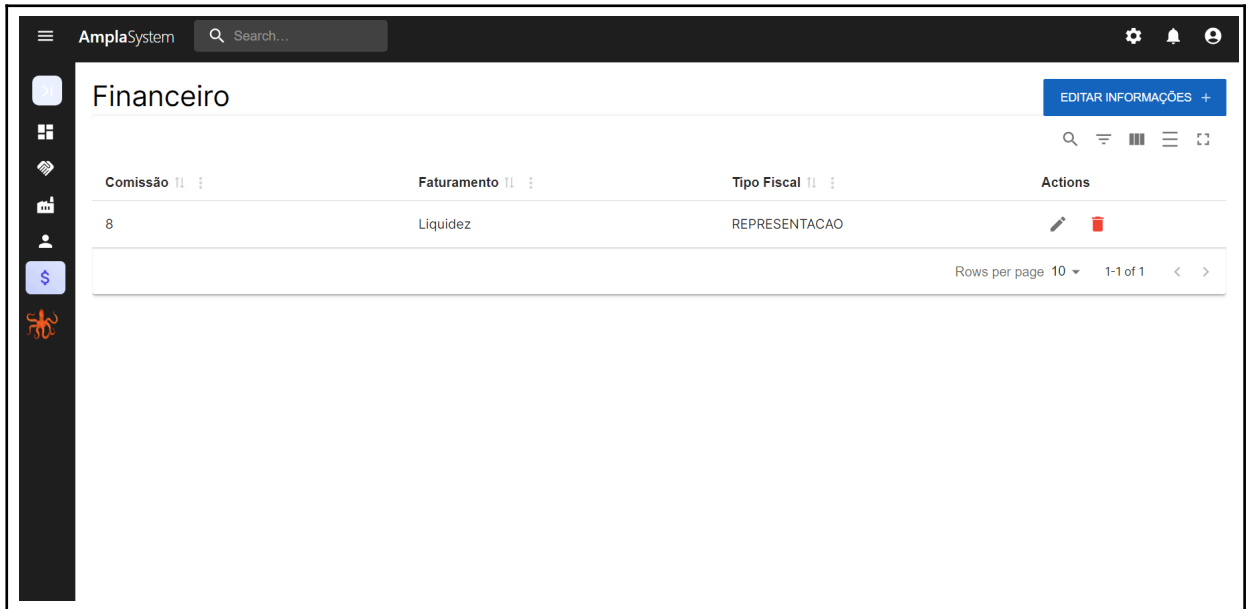 AmplaSystem Search...
Financeiro
EDITAR INFORMAÇÕES +
Comissão Faturamento Tipo Fiscal Actions
8 Liquidez REPRESENTACAO
Rows per page 10 1-1 of 1